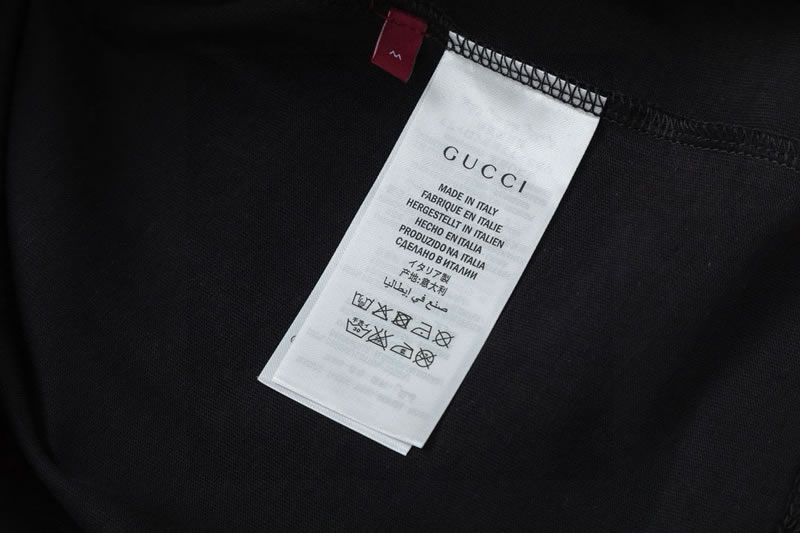 M
GUCCI
MADE IN ITALY
FABRIQUE EN ITALIE
HERGESTELLT IN ITALIEN
HECHO EN ITALIA
PRODUZIDO NA ITALIA
СДЕЛАНО В ИТАЛИИ
イタリア製
产地:意大利
صنع في إيطاليا